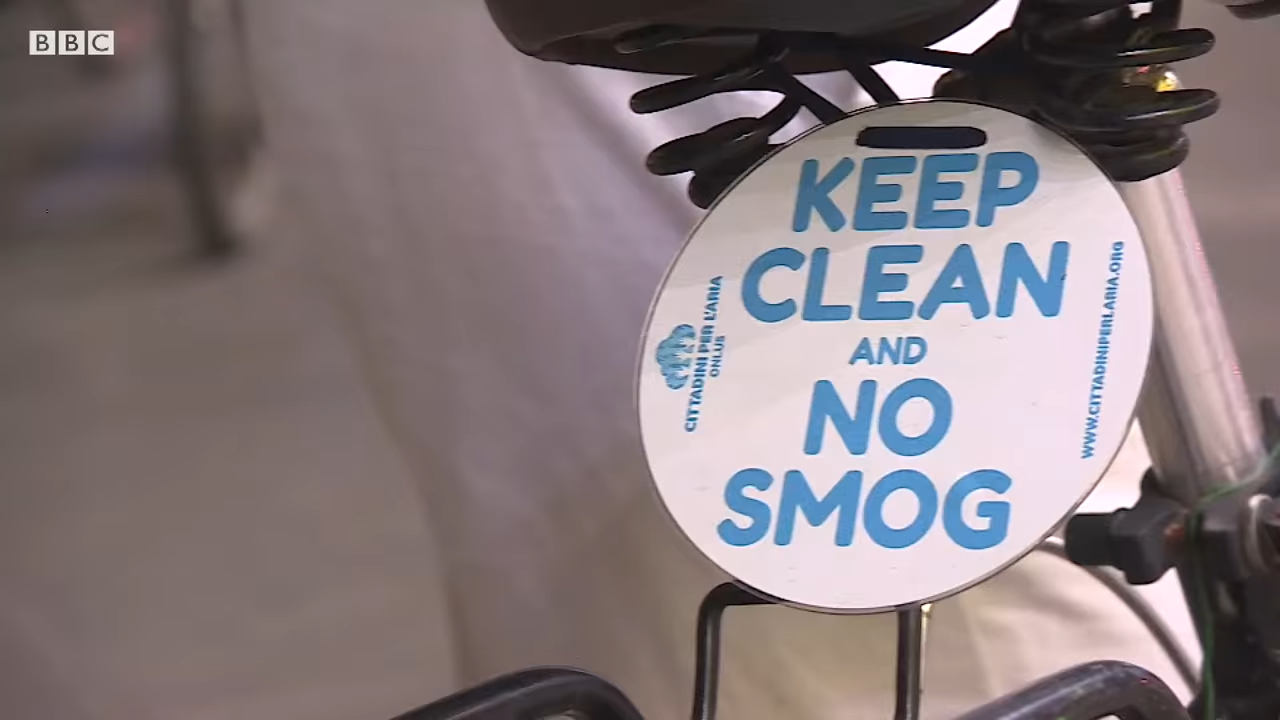 BBC
KEEP
CLEAN
AND
NO
SMOG
CITTADINI PER L'ARIA
ONLUS
WWW.CITTADINIPERLARIA.ORG